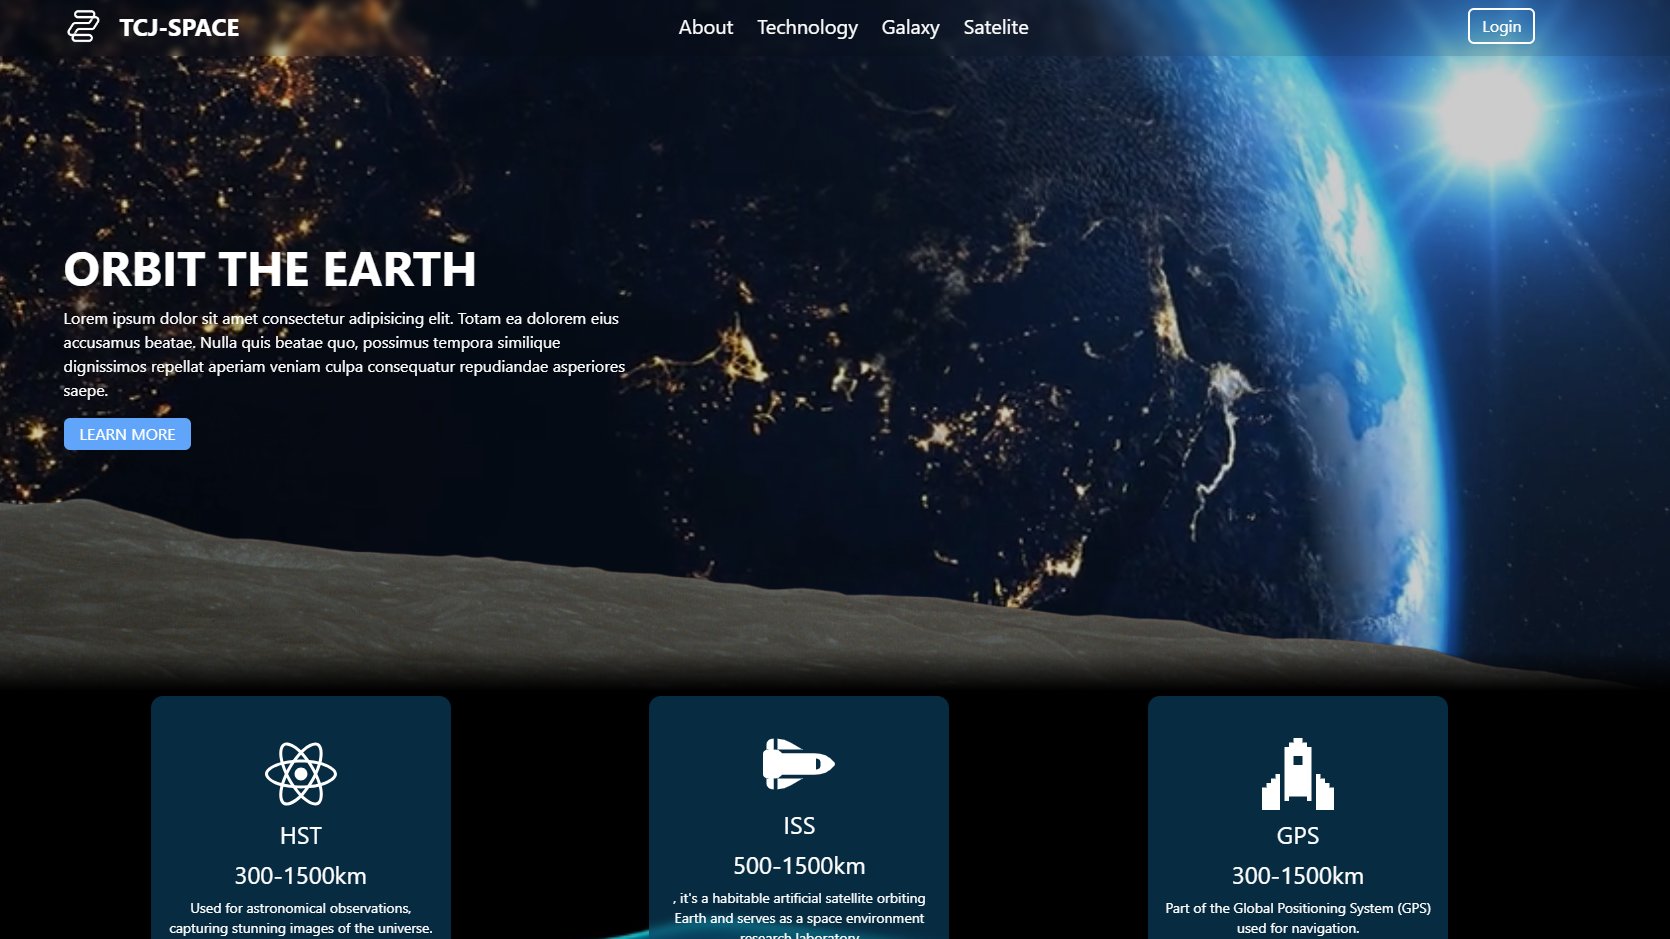 TCJ-SPACE
About Technology Galaxy Satelite
Login
ORBIT THE EARTH
Lorem ipsum dolor sit amet consectetur adipisicing elit. Totam ea dolorem eius
accusamus beatae. Nulla quis beatae quo, possimus tempora similique
dignissimos repellat aperiam veniam culpa consequatur repudiandae asperiores
saepe.
LEARN MORE
HST
300-1500km
Used for astronomical observations,
capturing stunning images of the universe.
ISS
500-1500km
, it's a habitable artificial satellite orbiting
Earth and serves as a space environment
research laboratory
GPS
300-1500km
Part of the Global Positioning System (GPS)
used for navigation.